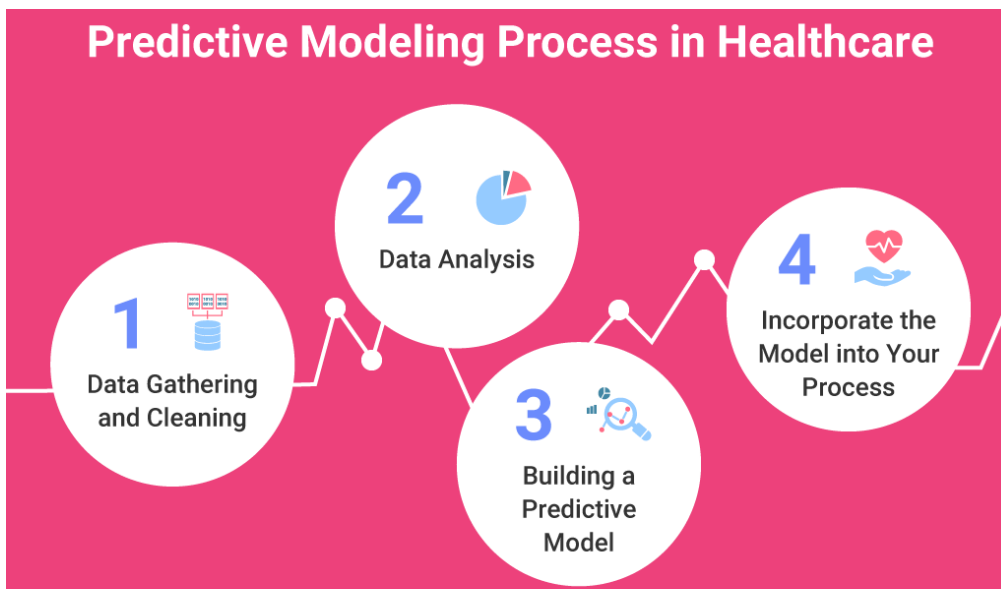 Predictive Modeling Process in Healthcare
1
Data Gathering
and Cleaning
2
Data Analysis
3
Building a
Predictive
Model
4
Incorporate the
Model into Your
Process